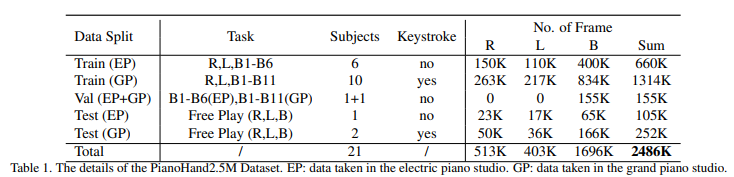 Data Split Task Subjects Keystroke No. of Frame
R L B Sum
Train (EP) R,L,B1-B6 6 no 150K 110K 400K 660K
Train (GP) R,L,B1-B11 10 yes 263K 217K 834K 1314K
Val (EP+GP) B1-B6(EP),B1-B11(GP) 1+1 no 0 0 155K 155K
Test (EP) Free Play (R,L,B) 1 no 23K 17K 65K 105K
Test (GP) Free Play (R,L,B) 2 yes 50K 36K 166K 252K
Total / 21 / 513K 403K 1696K 2486K
Table 1. The details of the PianoHand2.5M Dataset. EP: data taken in the electric piano studio. GP: data taken in the grand piano studio.